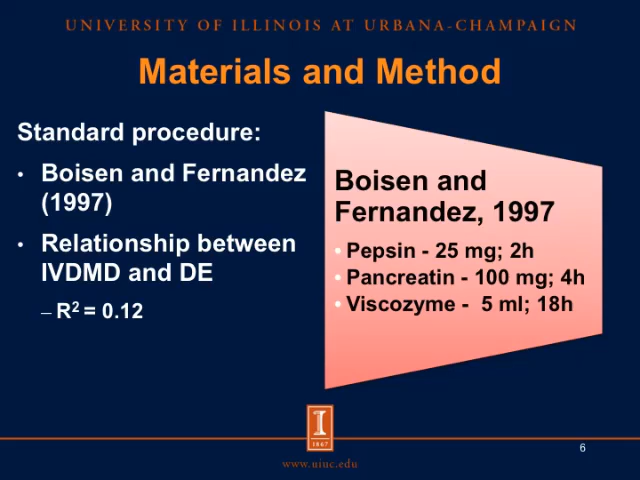 UNIVERSITY OF ILLINOIS AT URBANA-CHAMPAIGN
Materials and Method
Standard procedure:
• Boisen and Fernandez
(1997)
• Relationship between
IVDMD and DE
– R² = 0.12
Boisen and
Fernandez, 1997
• Pepsin - 25 mg; 2h
• Pancreatin - 100 mg; 4h
• Viscozyme - 5 ml; 18h
I
1867
6
www.uiuc.edu